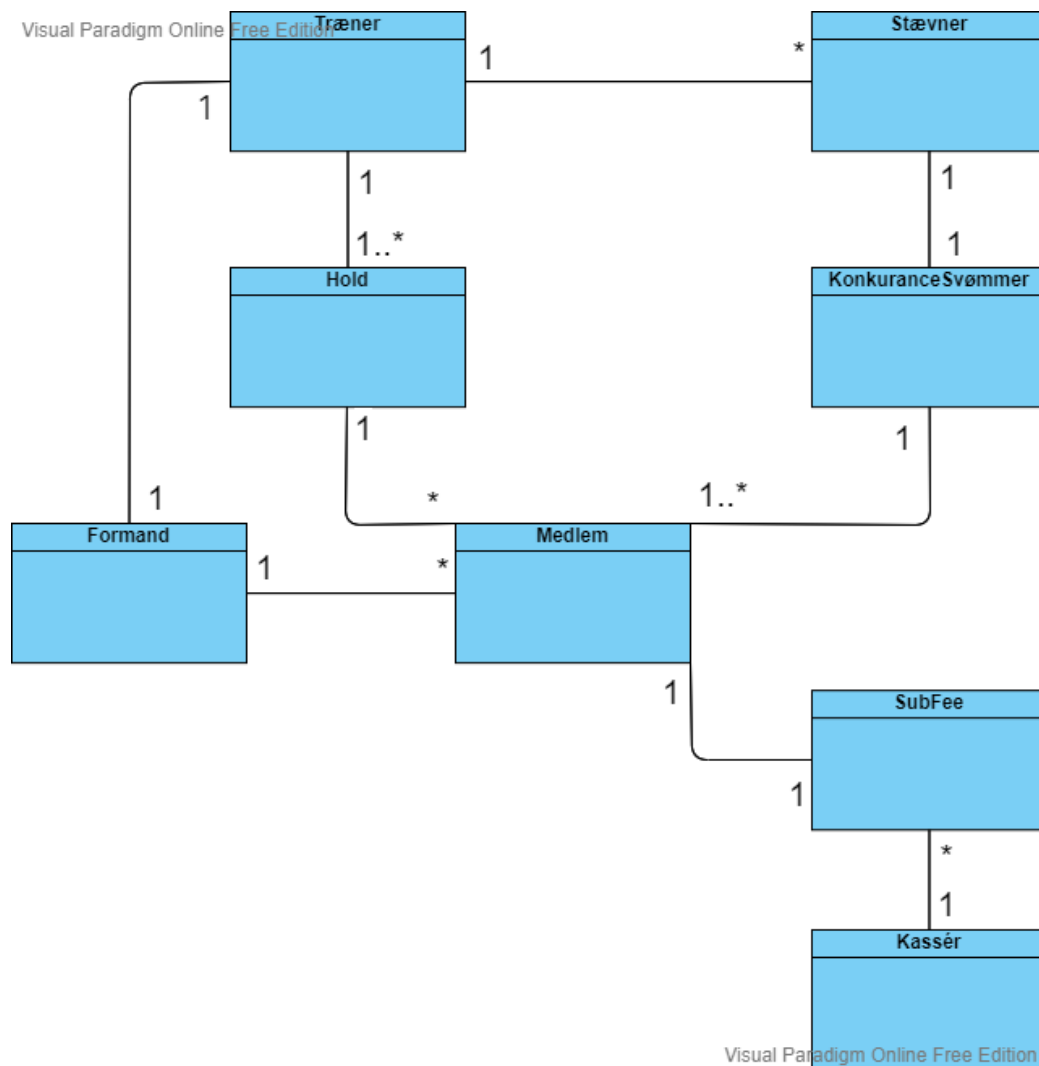 Visual Paradigm Online Free Edition
Træner
Stævner
1
*
1
1
1
1..*
1
Hold
KonkuranceSvømmer
1
1
*
1..*
1
Formand
Medlem
1
*
1
SubFee
1
*
1
Kassér
Visual Paradigm Online Free Edition